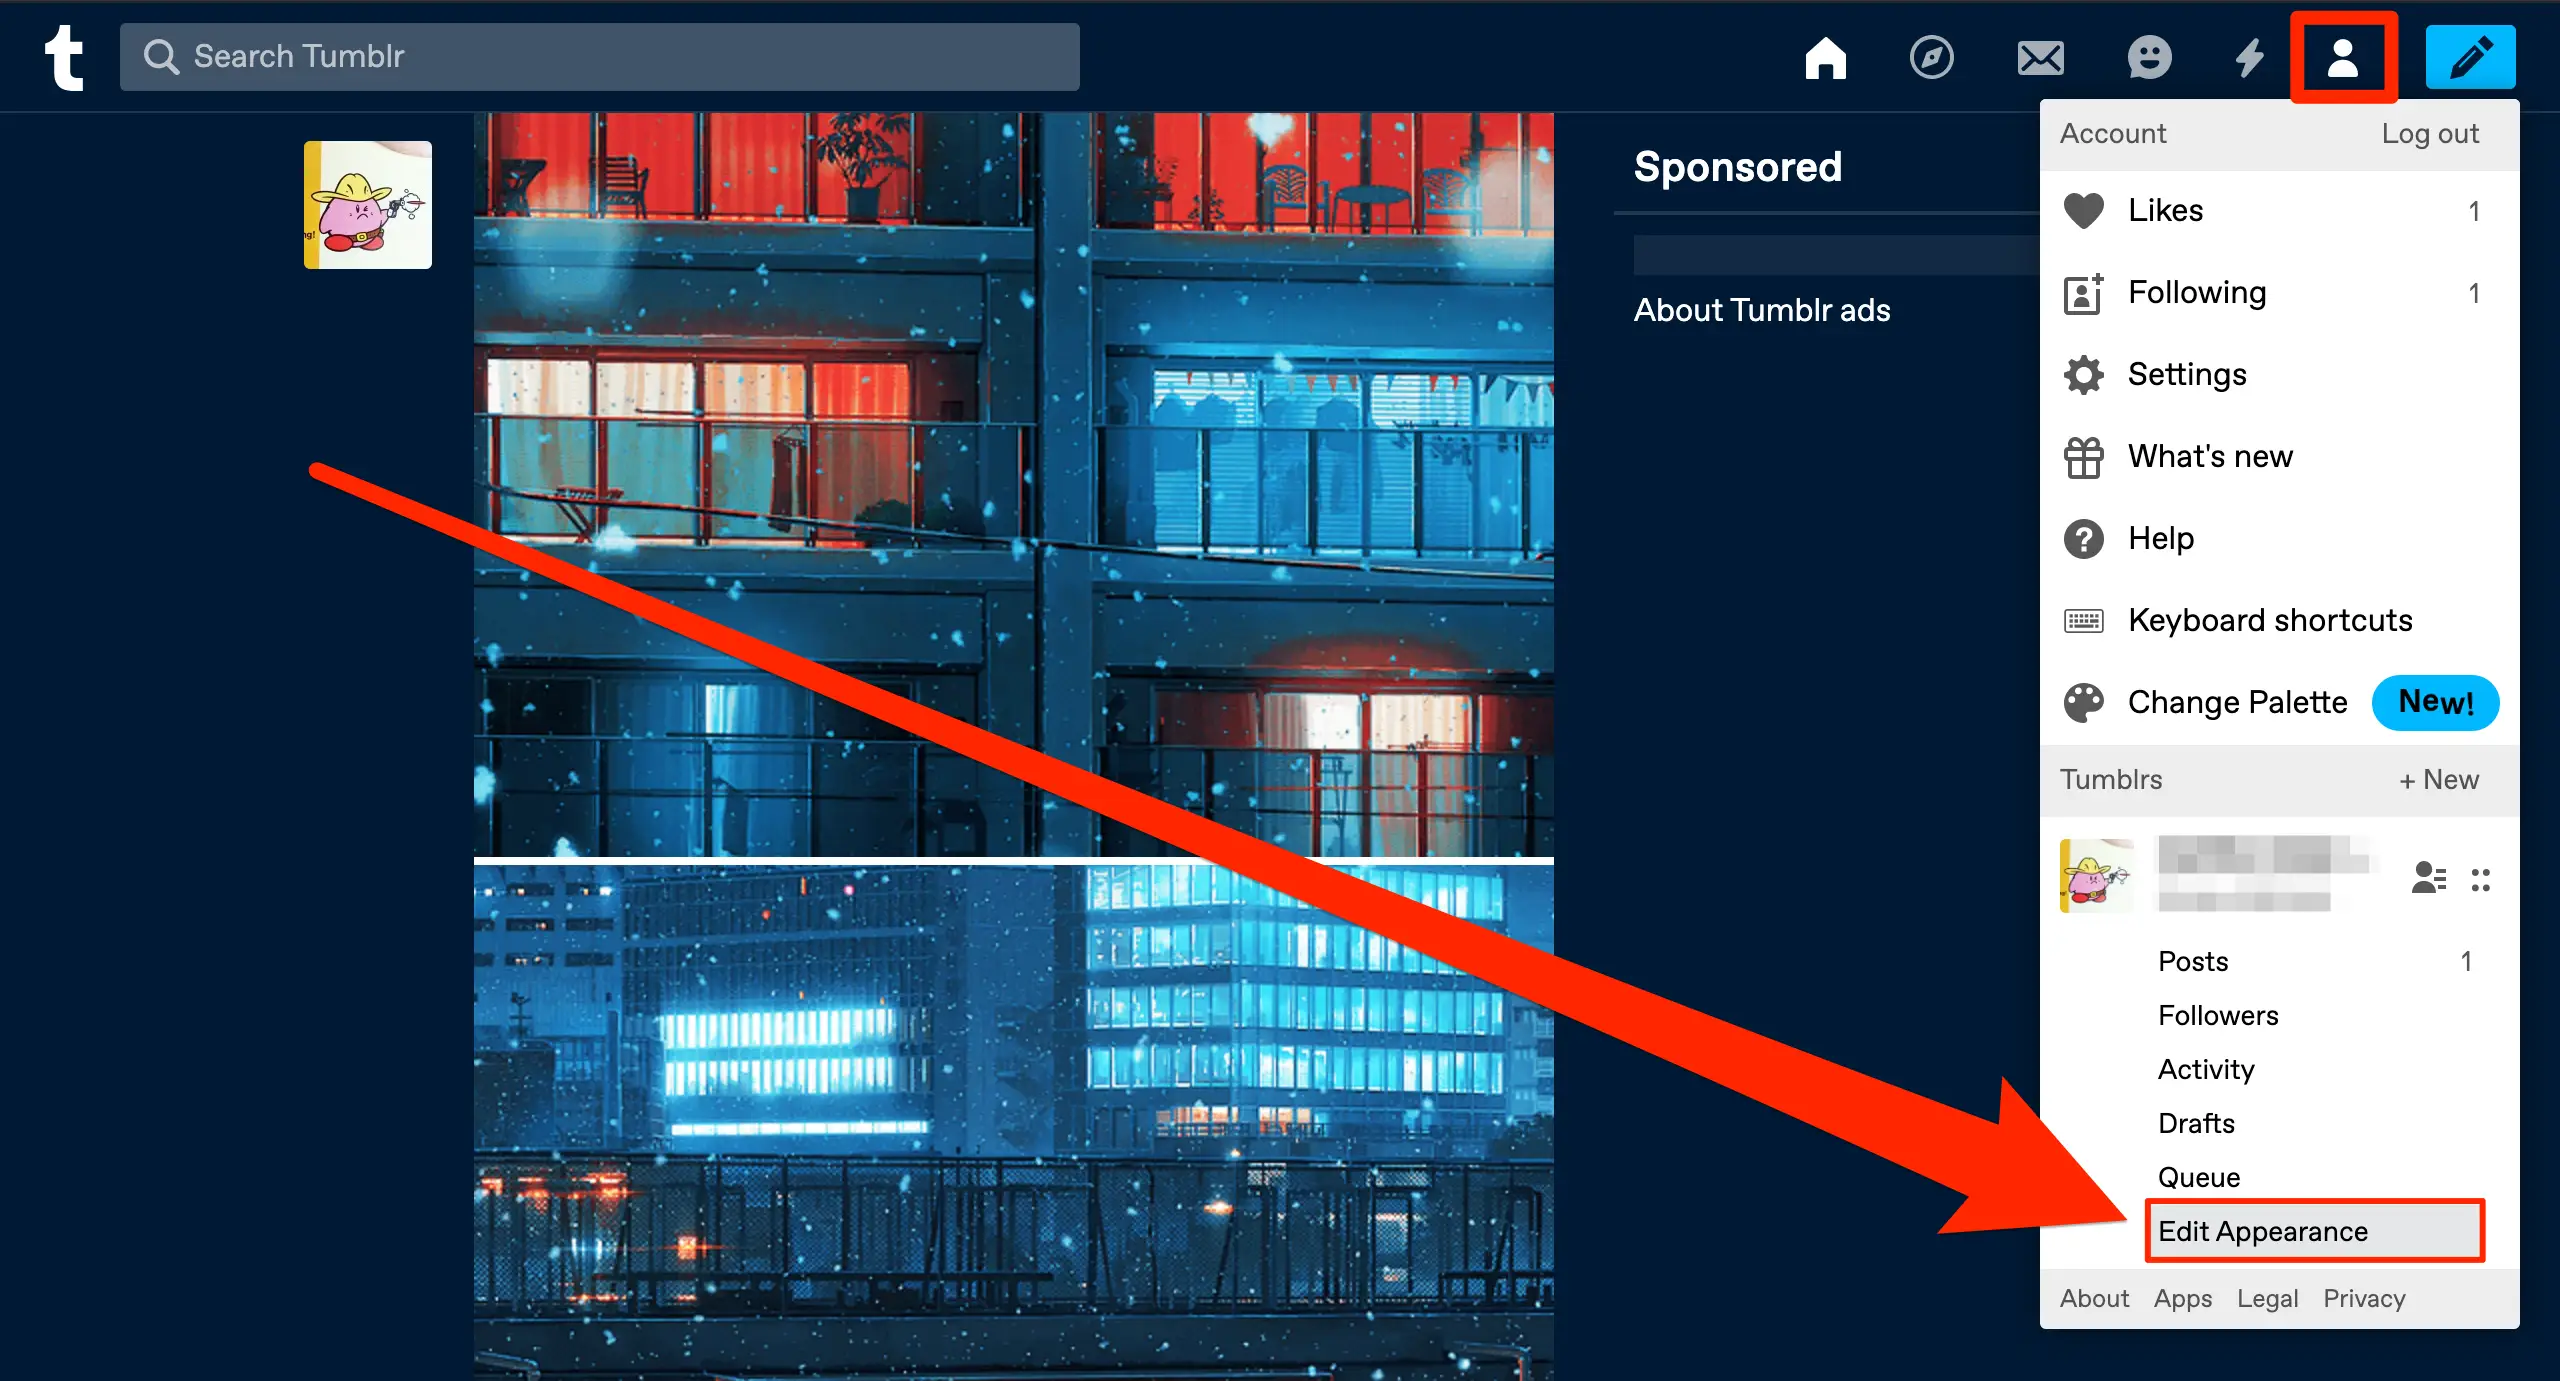 t
Search Tumblr
ng!
Sponsored
About Tumblr ads
Account Log out
Likes 1
Following 1
Settings
What's new
Help
Keyboard shortcuts
Change Palette New!
Tumblrs + New
Posts 1
Followers
Activity
Drafts
Queue
Edit Appearance
About Apps Legal Privacy